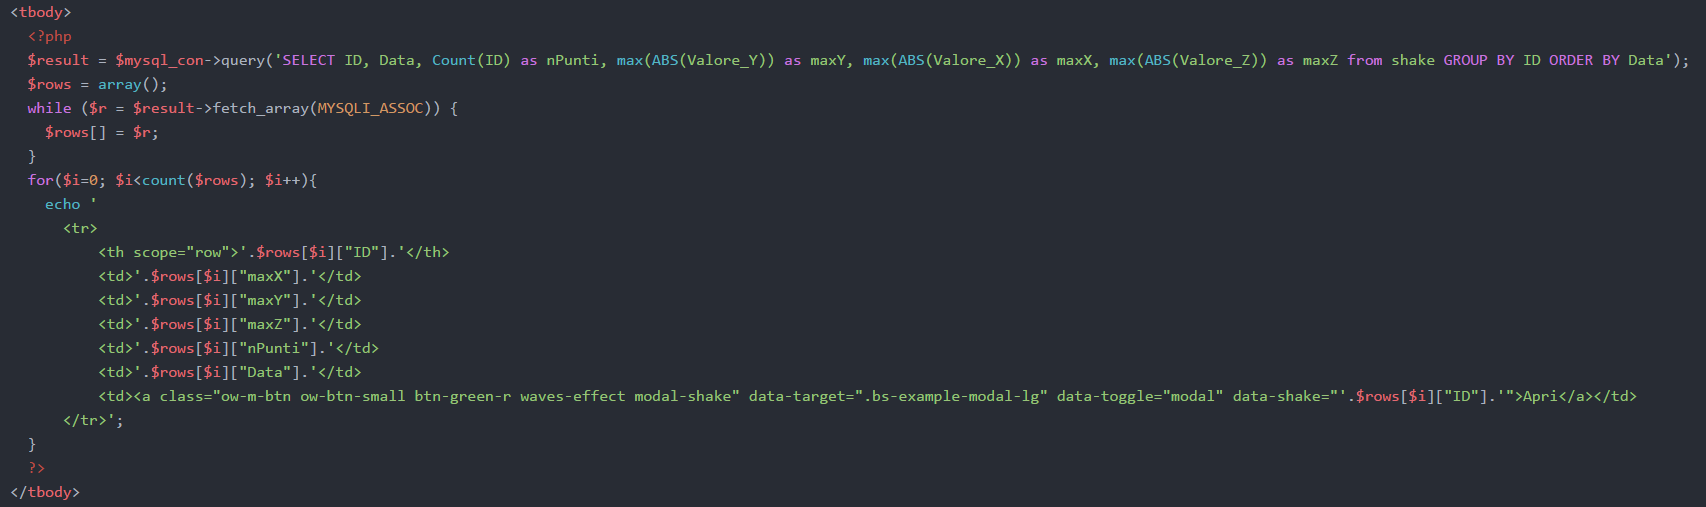 <tbody>
<?php
$result = $mysql_con->query('SELECT ID, Data, Count(ID) as nPunti, max(ABS(Valore_Y)) as maxY, max(ABS(Valore_X)) as maxX, max(ABS(Valore_Z)) as maxZ from shake GROUP BY ID ORDER BY Data');
$rows = array();
while ($r = $result->fetch_array(MYSQLI_ASSOC)) {
$rows[] = $r;
}
for($i=0; $i<count($rows); $i++){
echo '
<tr>
<th scope="row">'.$rows[$i]["ID"].'</th>
<td>'.$rows[$i]["maxX"].'</td>
<td>'.$rows[$i]["maxY"].'</td>
<td>'.$rows[$i]["maxZ"].'</td>
<td>'.$rows[$i]["nPunti"].'</td>
<td>'.$rows[$i]["Data"].'</td>
<td><a class="ow-m-btn ow-btn-small btn-green-r waves-effect modal-shake" data-target=".bs-example-modal-lg" data-toggle="modal" data-shake="'.$rows[$i]["ID"].'">Apri</a></td>
</tr>';
}
?>
</tbody>